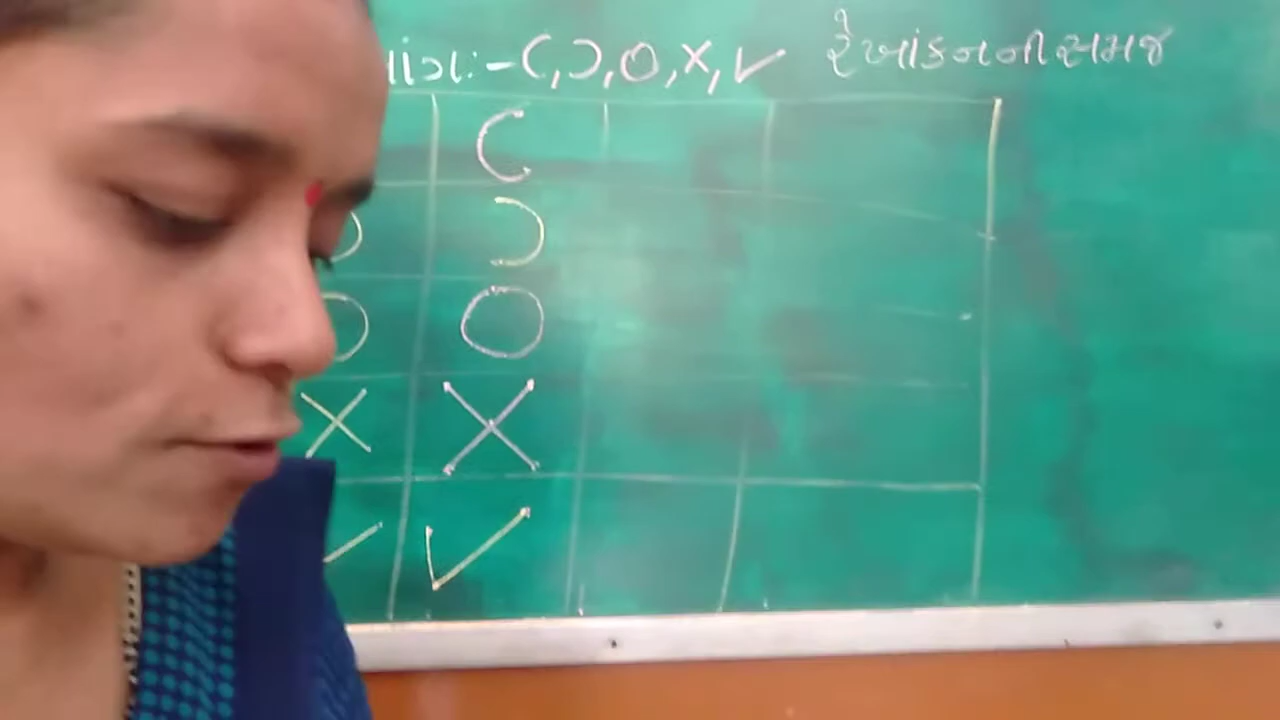 :- C, Ɔ, O, X, ✓ રેખાંકનની સમજ
Ɔ C
O Ɔ
X O
✓ X
✓